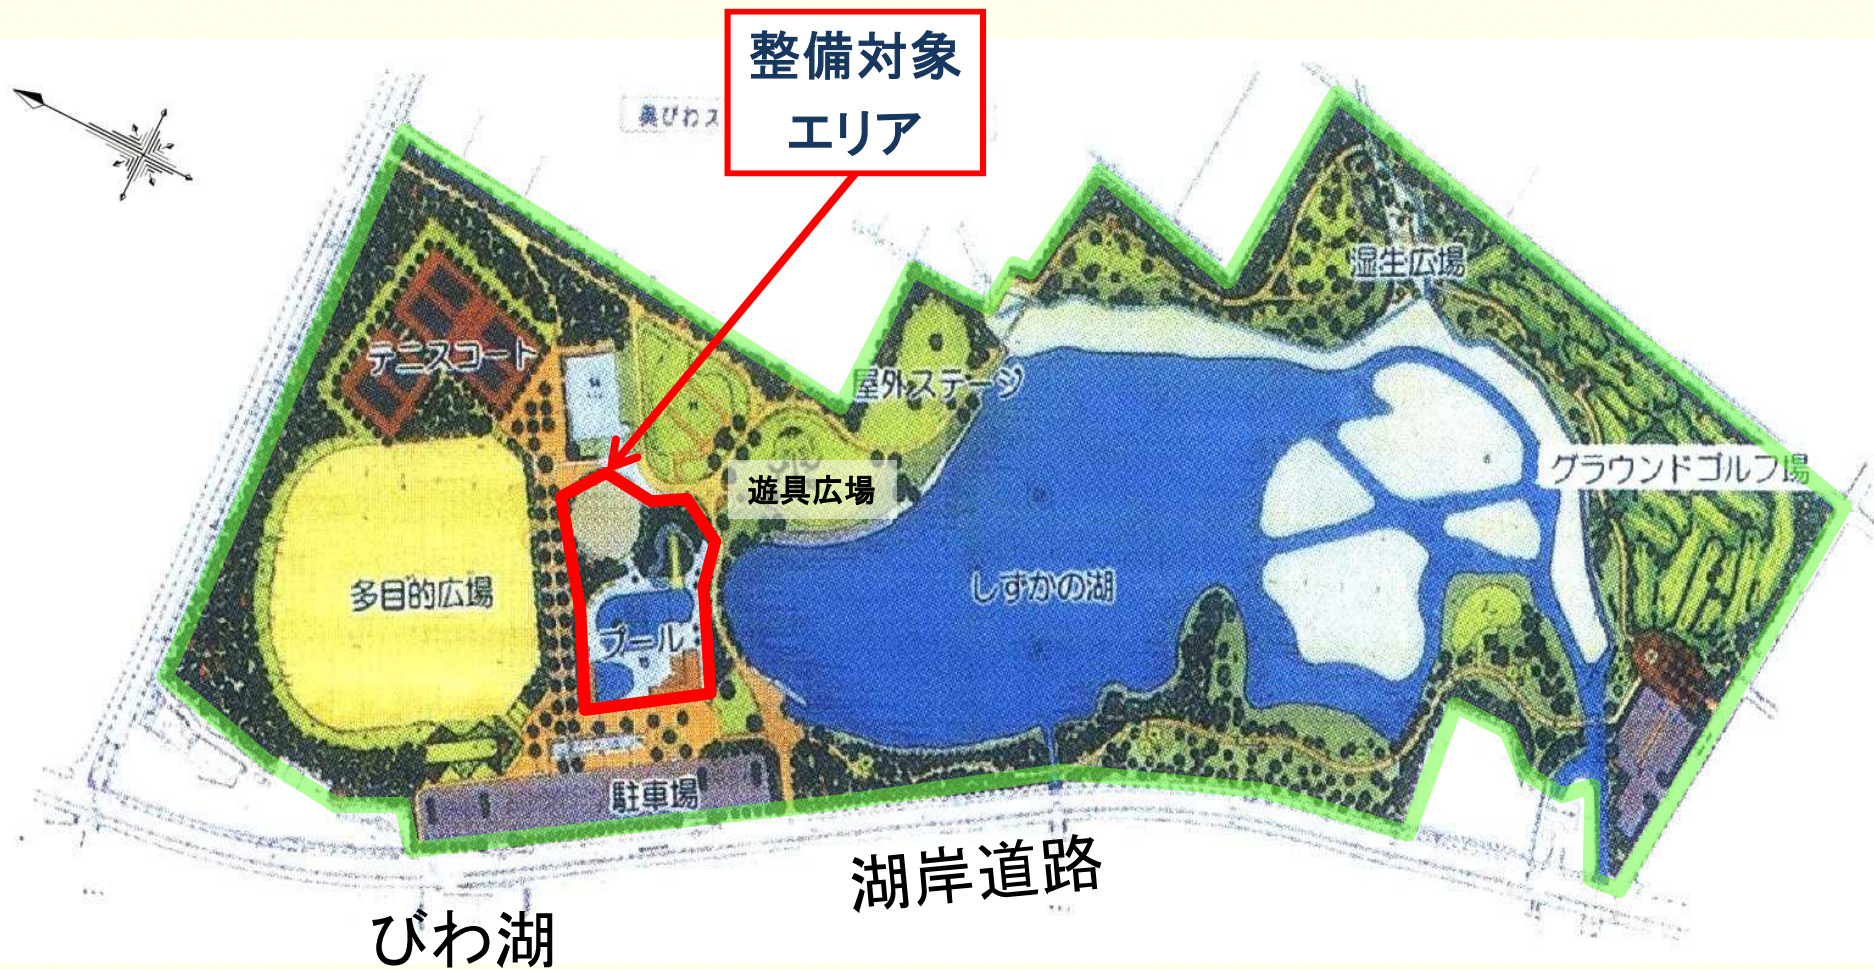 整備対象
エリア
奥びわス
湿生広場
テニスコート
屋外ステージ
グラウンドゴルフ場
遊具広場
多目的広場
しずかの湖
プール
駐車場
湖岸道路
びわ湖